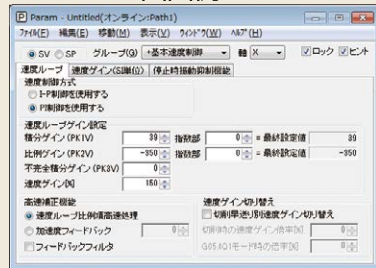 Param - Untitled(オンライン:Path1)
ファイル(F) 編集(E) 移動(M) 表示(V) ウィンドウ(W) ヘルプ(H)
SV SP グループ(G) +基本速度制御 軸 X ロック ヒント
速度ループ 速度ゲイン(SI単位) 停止時振動抑制機能
速度制御方式
I-P制御を使用する
PI制御を使用する
速度ループゲイン設定
積分ゲイン(PK1V) 39 指数部 0 = 最終設定値 39
比例ゲイン(PK2V) -350 指数部 0 = 最終設定値 -350
不完全積分ゲイン(PK3V) 0
速度ゲイン[%] 150
高速補正機能 速度ゲイン切り替え
速度ループ比例項高速処理 切削早送り別速度ゲイン切り替え
加速度フィードバック 0 切削時の速度ゲイン倍率[%] 0
フィードバックフィルタ G05.4Q1モード時の倍率[%] 0